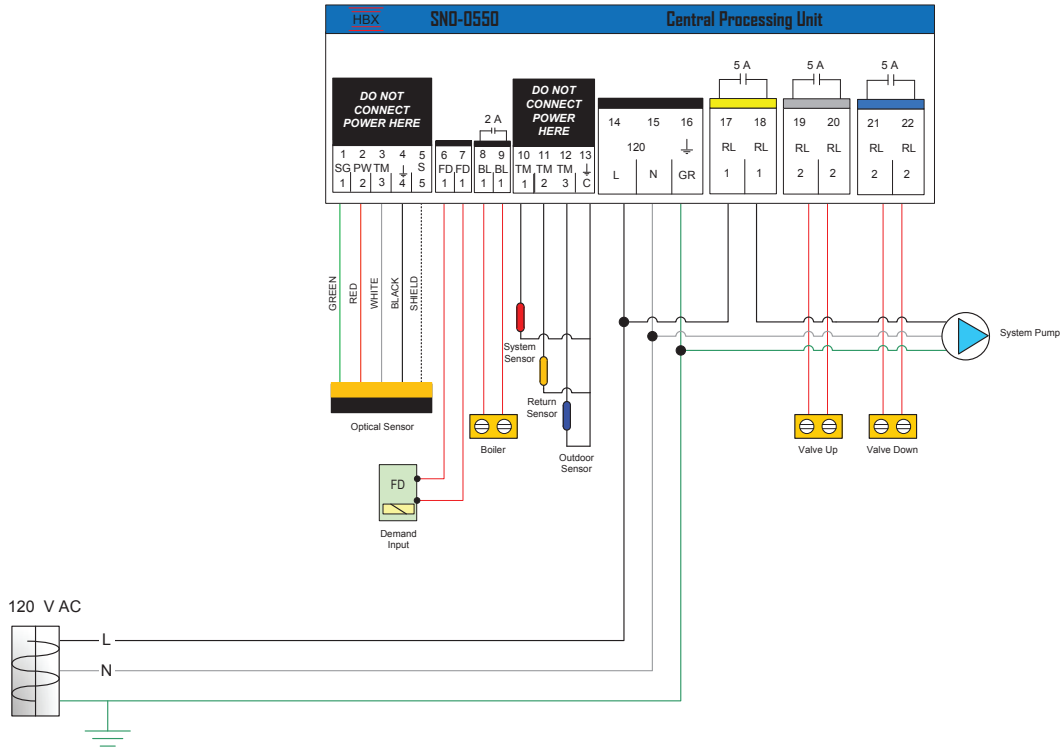 HBX SNO-0550 Central Processing Unit
5 A 5 A 5 A
DO NOT
CONNECT
POWER HERE
2 A
DO NOT
CONNECT
POWER
HERE
1 2 3 4 5
SG PW TM ⏚ S
1 2 3 4 5
6 7
FD FD
1 1
8 9
BL BL
1 1
10 11 12 13
TM TM TM ⏚
1 2 3 C
14 15 16
120 ⏚
L N GR
17 18
RL RL
1 1
19 20
RL RL
2 2
21 22
RL RL
2 2
GREEN
RED
WHITE
BLACK
SHIELD
Optical Sensor
FD
Demand
Input
Boiler
System
Sensor
Return
Sensor
Outdoor
Sensor
System Pump
Valve Up
Valve Down
120 V AC
L
N